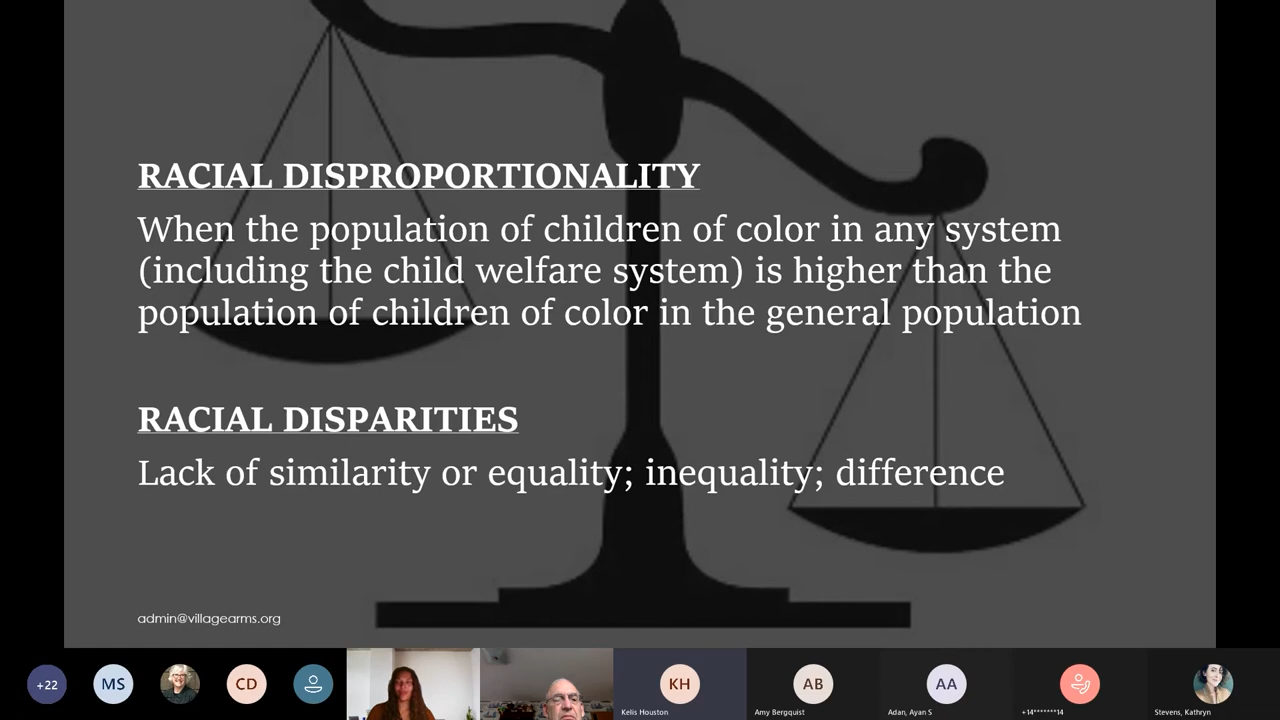 RACIAL DISPROPORTIONALITY
When the population of children of color in any system
(including the child welfare system) is higher than the
population of children of color in the general population
RACIAL DISPARITIES
Lack of similarity or equality; inequality; difference
admin@villagearms.org
+22
MS
CD
KH
AB
AA
Kelis Houston
Amy Bergquist
Adan, Ayan S
+14*******14
Stevens, Kathryn